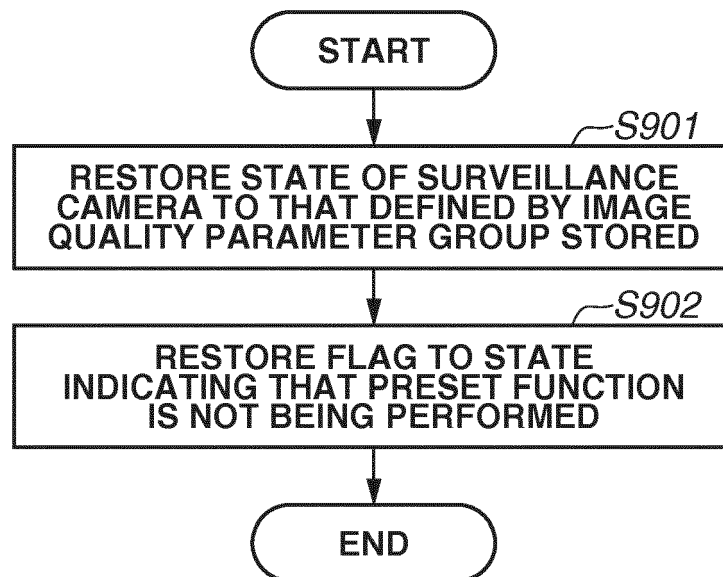 START
S901
RESTORE STATE OF SURVEILLANCE
CAMERA TO THAT DEFINED BY IMAGE
QUALITY PARAMETER GROUP STORED
S902
RESTORE FLAG TO STATE
INDICATING THAT PRESET FUNCTION
IS NOT BEING PERFORMED
END